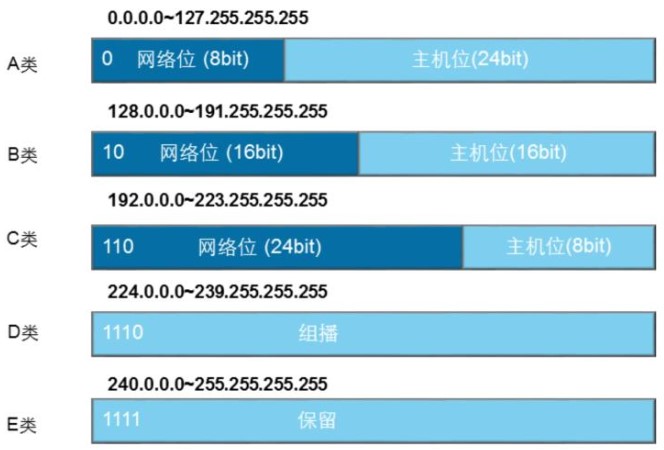 0.0.0.0~127.255.255.255
A类 0 网络位 (8bit) 主机位(24bit)
128.0.0.0~191.255.255.255
B类 10 网络位 (16bit) 主机位(16bit)
192.0.0.0~223.255.255.255
C类 110 网络位 (24bit) 主机位(8bit)
224.0.0.0~239.255.255.255
D类 1110 组播
240.0.0.0~255.255.255.255
E类 1111 保留